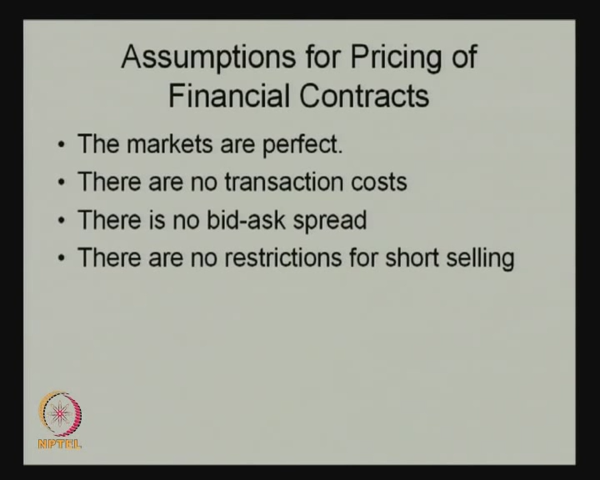 Assumptions for Pricing of
Financial Contracts
• The markets are perfect.
• There are no transaction costs
• There is no bid-ask spread
• There are no restrictions for short selling
NPTEL